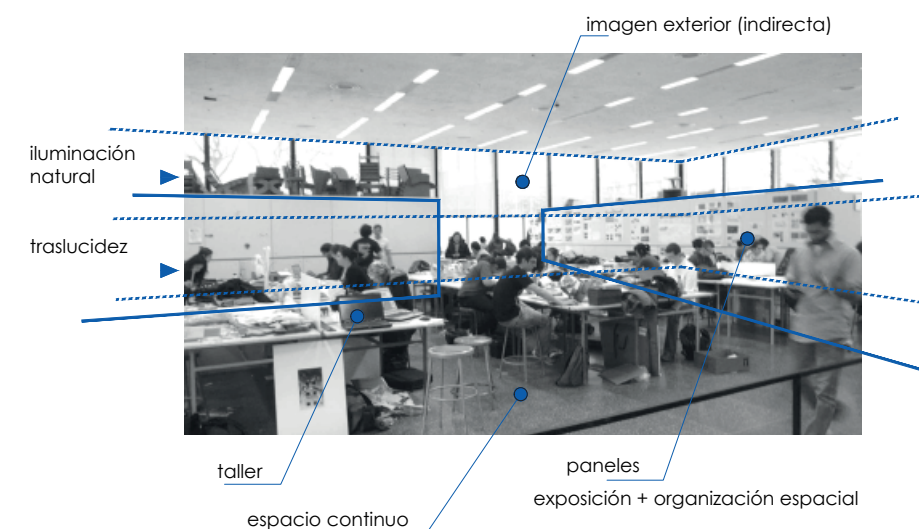 imagen exterior (indirecta)
iluminación
natural
traslucidez
taller
paneles
exposición + organización espacial
espacio continuo